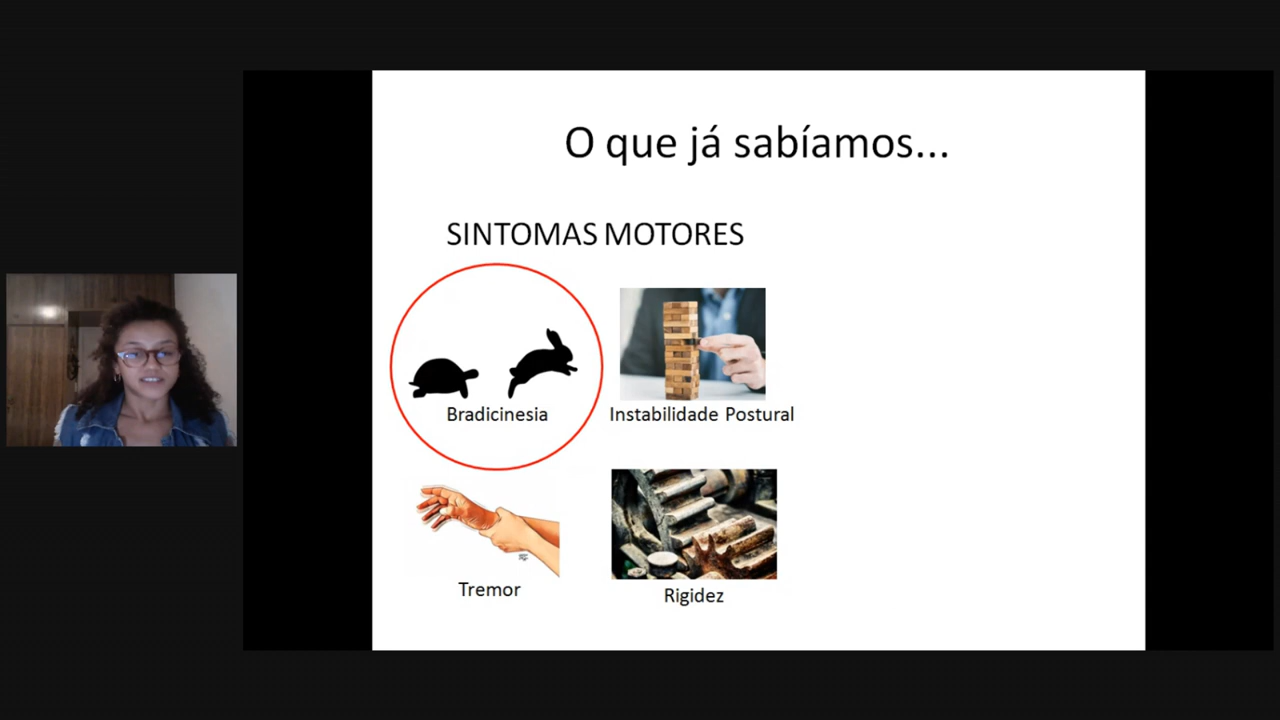 O que já sabíamos...
SINTOMAS MOTORES
Bradicinesia
Instabilidade Postural
Tremor
Rigidez